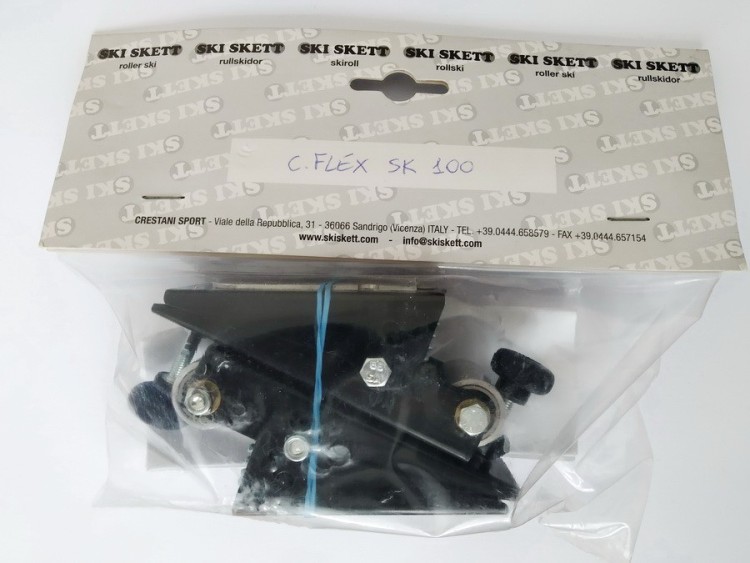 SKI SKETT SKI SKETT SKI SKETT SKI SKETT SKI SKETT SKI SKETT
roller ski rullskidor skiroll rollski roller ski rullskidor
C.FLEX SK 100
CRESTANI SPORT - Viale della Repubblica, 31 - 36066 Sandrigo (Vicenza) ITALY - TEL. +39.0444.658579 - FAX +39.0444.657154
www.skiskett.com - info@skiskett.com